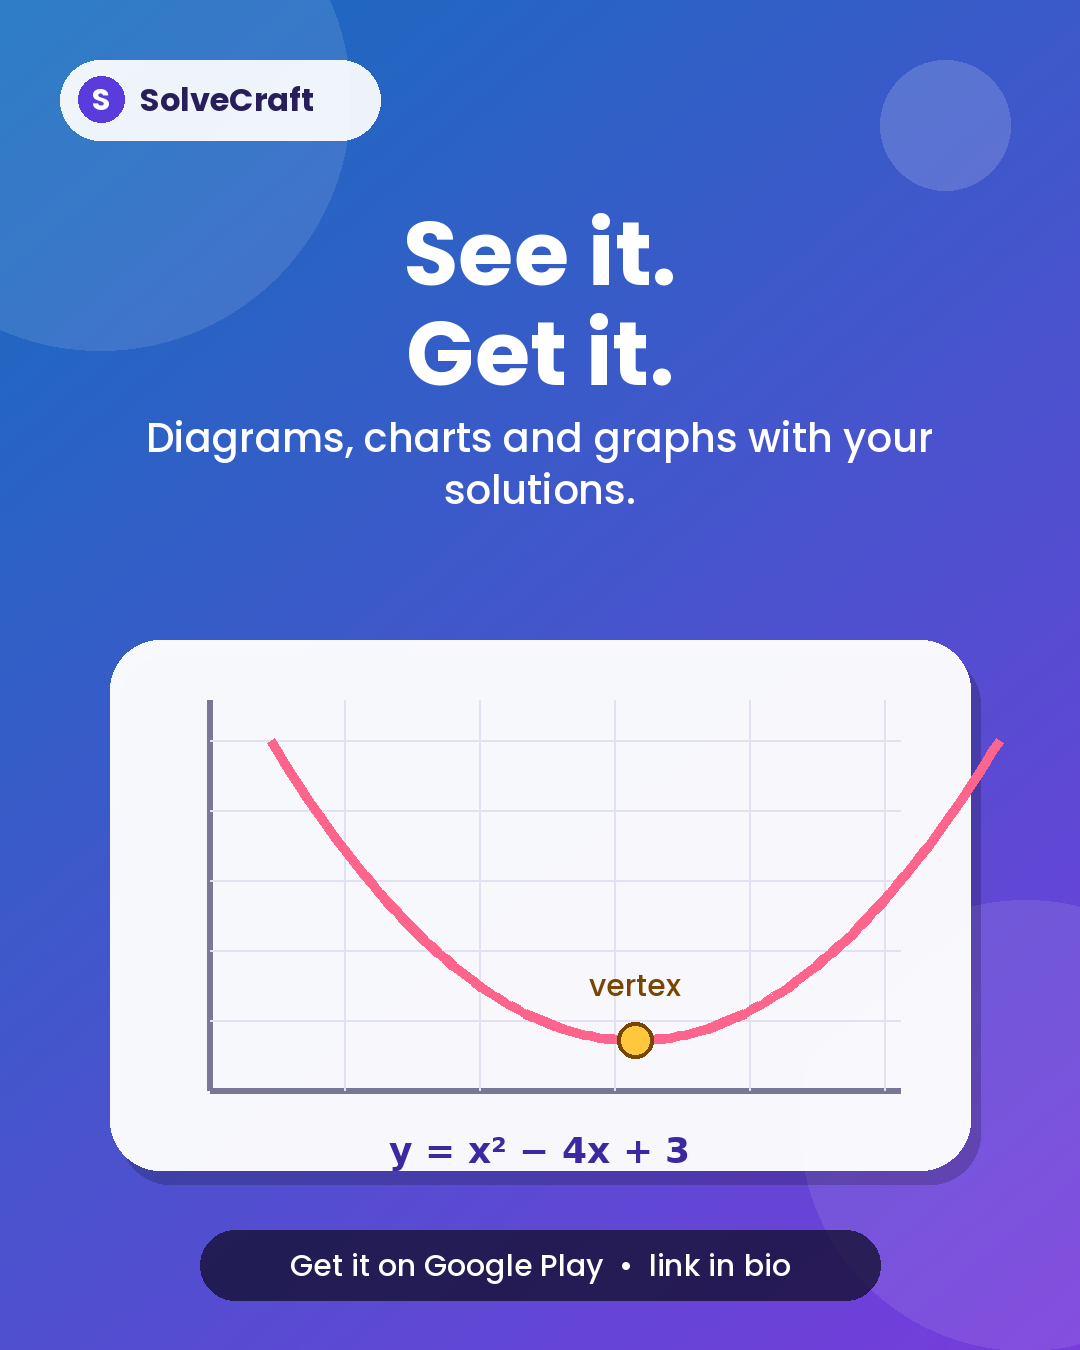 S SolveCraft
See it.
Get it.
Diagrams, charts and graphs with your
solutions.
vertex
y = x² − 4x + 3
Get it on Google Play • link in bio